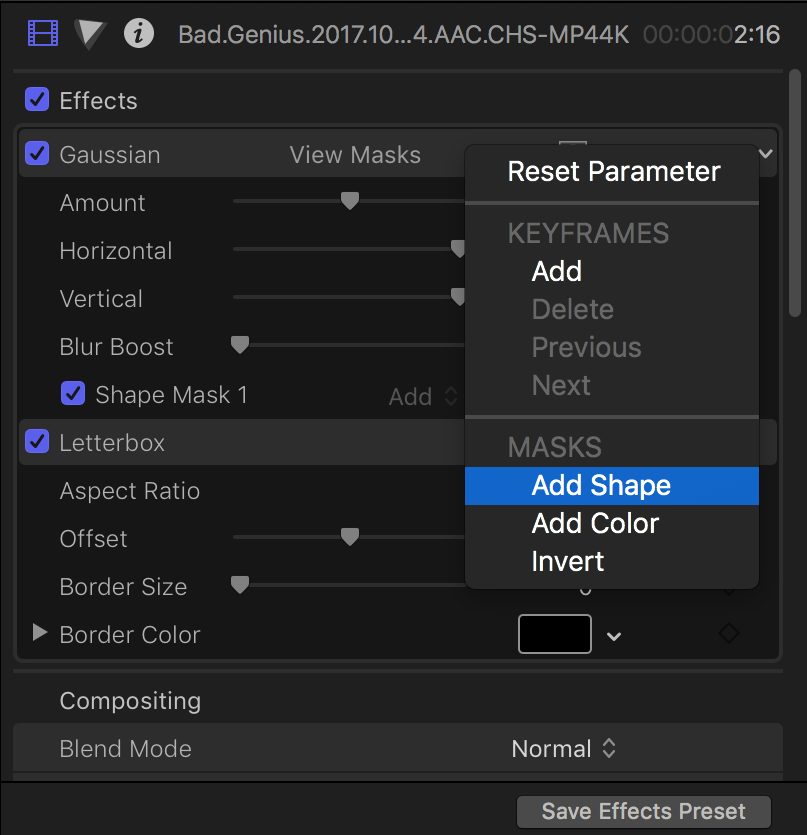 Bad.Genius.2017.10...4.AAC.CHS-MP44K 00:00:02:16
Effects
Gaussian View Masks
Amount
Horizontal
Vertical
Blur Boost
Shape Mask 1 Add
Letterbox
Aspect Ratio
Offset
Border Size
Border Color
Reset Parameter
KEYFRAMES
Add
Delete
Previous
Next
MASKS
Add Shape
Add Color
Invert
Compositing
Blend Mode Normal
Save Effects Preset